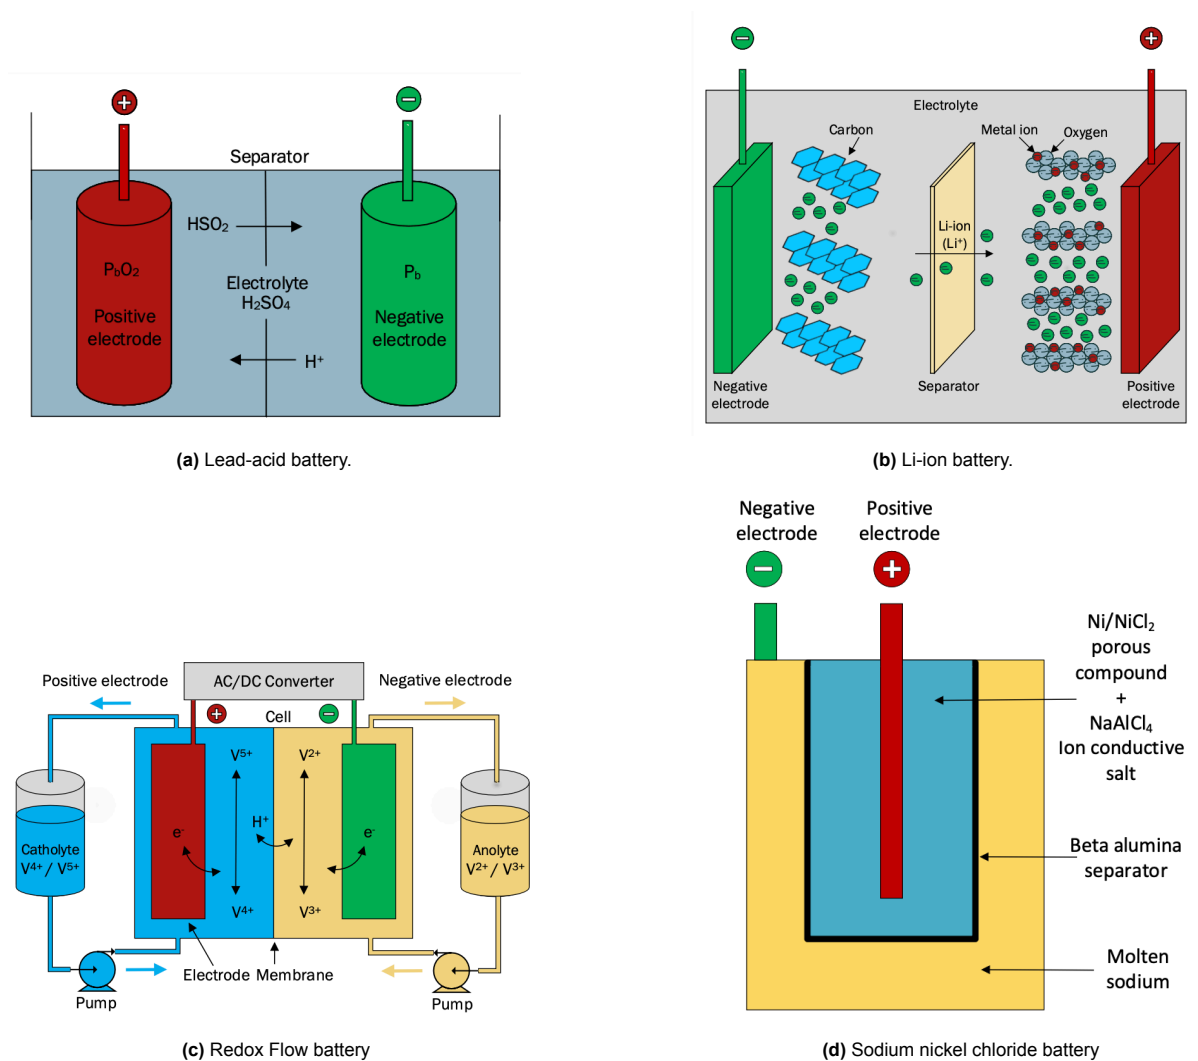 +
−
Separator
HSO₂
PbO₂
Positive
electrode
Electrolyte
H₂SO₄
Pb
Negative
electrode
H⁺
(a) Lead-acid battery.
−
+
Electrolyte
Carbon
Metal ion
Oxygen
Li-ion
(Li⁺)
Negative
electrode
Separator
Positive
electrode
(b) Li-ion battery.
Positive electrode
AC/DC Converter
Negative electrode
+
Cell
−
V⁵⁺
V²⁺
H⁺
e⁻
e⁻
Catholyte
V⁴⁺/ V⁵⁺
Anolyte
V²⁺/ V³⁺
V⁴⁺
V³⁺
Electrode
Membrane
Pump
Pump
(c) Redox Flow battery
Negative
electrode
Positive
electrode
−
+
Ni/NiCl₂
porous
compound
+
NaAlCl₄
Ion conductive
salt
Beta alumina
separator
Molten
sodium
(d) Sodium nickel chloride battery